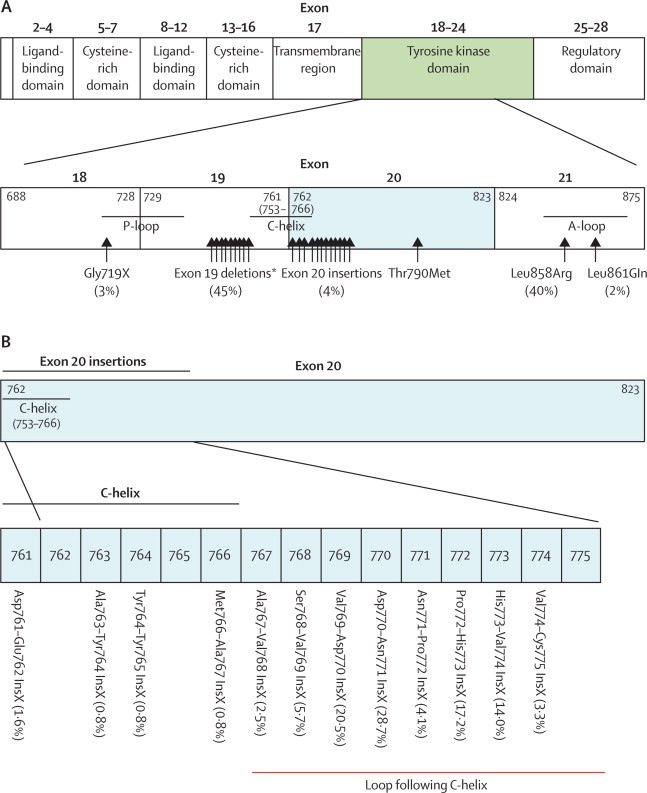 A
Exon
2–4 5–7 8–12 13–16 17 18–24 25–28
Ligand-binding domain
Cysteine-rich domain
Ligand-binding domain
Cysteine-rich domain
Transmembrane region
Tyrosine kinase domain
Regulatory domain
Exon
18 19 20 21
688 728 729 761 762 823 824 875
(753–766)
P-loop C-helix A-loop
Gly719X Exon 19 deletions* Exon 20 insertions Thr790Met Leu858Arg Leu861Gln
(3%) (45%) (4%) (40%) (2%)
B
Exon 20 insertions Exon 20
762 823
C-helix
(753–766)
C-helix
761 762 763 764 765 766 767 768 769 770 771 772 773 774 775
Asp761–Glu762 InsX (1·6%)
Ala763–Tyr764 InsX (0·8%)
Tyr764–Tyr765 InsX (0·8%)
Met766–Ala767 InsX (0·8%)
Ala767–Val768 InsX (2·5%)
Ser768–Val769 InsX (5·7%)
Val769–Asp770 InsX (20·5%)
Asp770–Asn771 InsX (28·7%)
Asn771–Pro772 InsX (4·1%)
Pro772–His773 InsX (17·2%)
His773–Val774 InsX (14·0%)
Val774–Cys775 InsX (3·3%)
Loop following C-helix